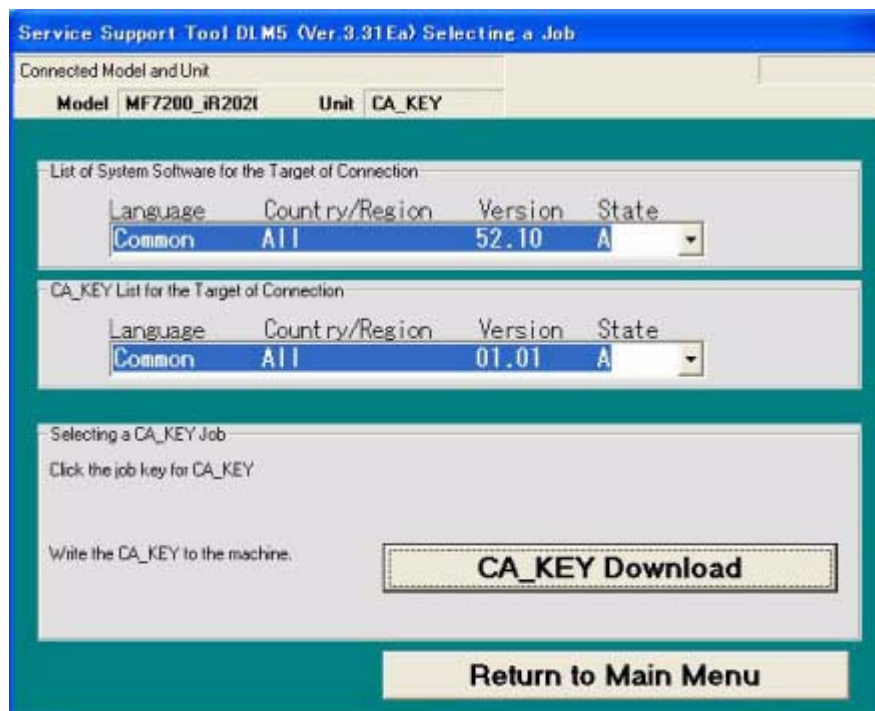 Service Support Tool DLM5 (Ver.3.31Ea) Selecting a Job
Connected Model and Unit
Model MF7200_iR202( Unit CA_KEY
List of System Software for the Target of Connection
Language Country/Region Version State
Common All 52.10 A
CA_KEY List for the Target of Connection
Language Country/Region Version State
Common All 01.01 A
Selecting a CA_KEY Job
Click the job key for CA_KEY
Write the CA_KEY to the machine.
CA_KEY Download
Return to Main Menu